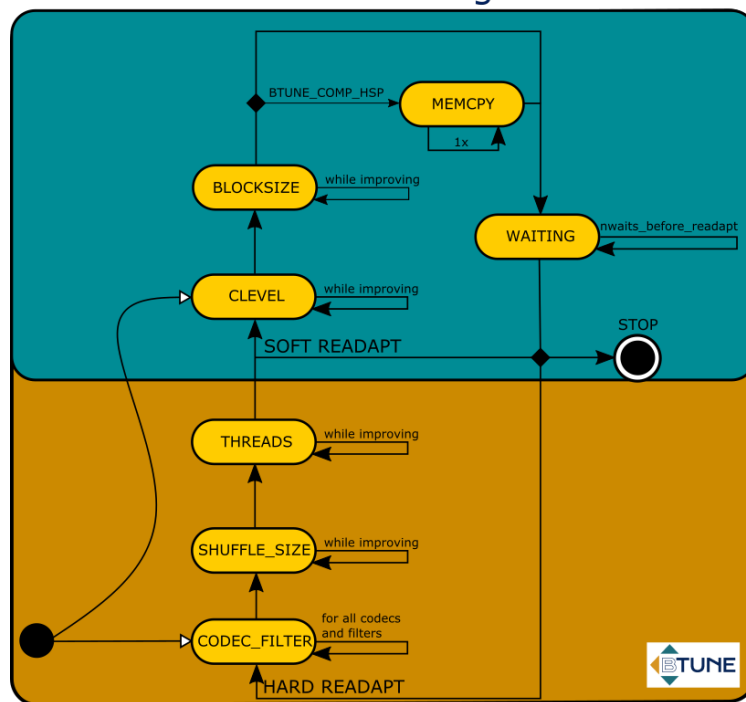 BTUNE_COMP_HSP
MEMCPY
1x
BLOCKSIZE
while improving
WAITING
nwaits_before_readapt
CLEVEL
while improving
STOP
SOFT READAPT
THREADS
while improving
SHUFFLE_SIZE
while improving
CODEC_FILTER
for all codecs
and filters
HARD READAPT
BTUNE